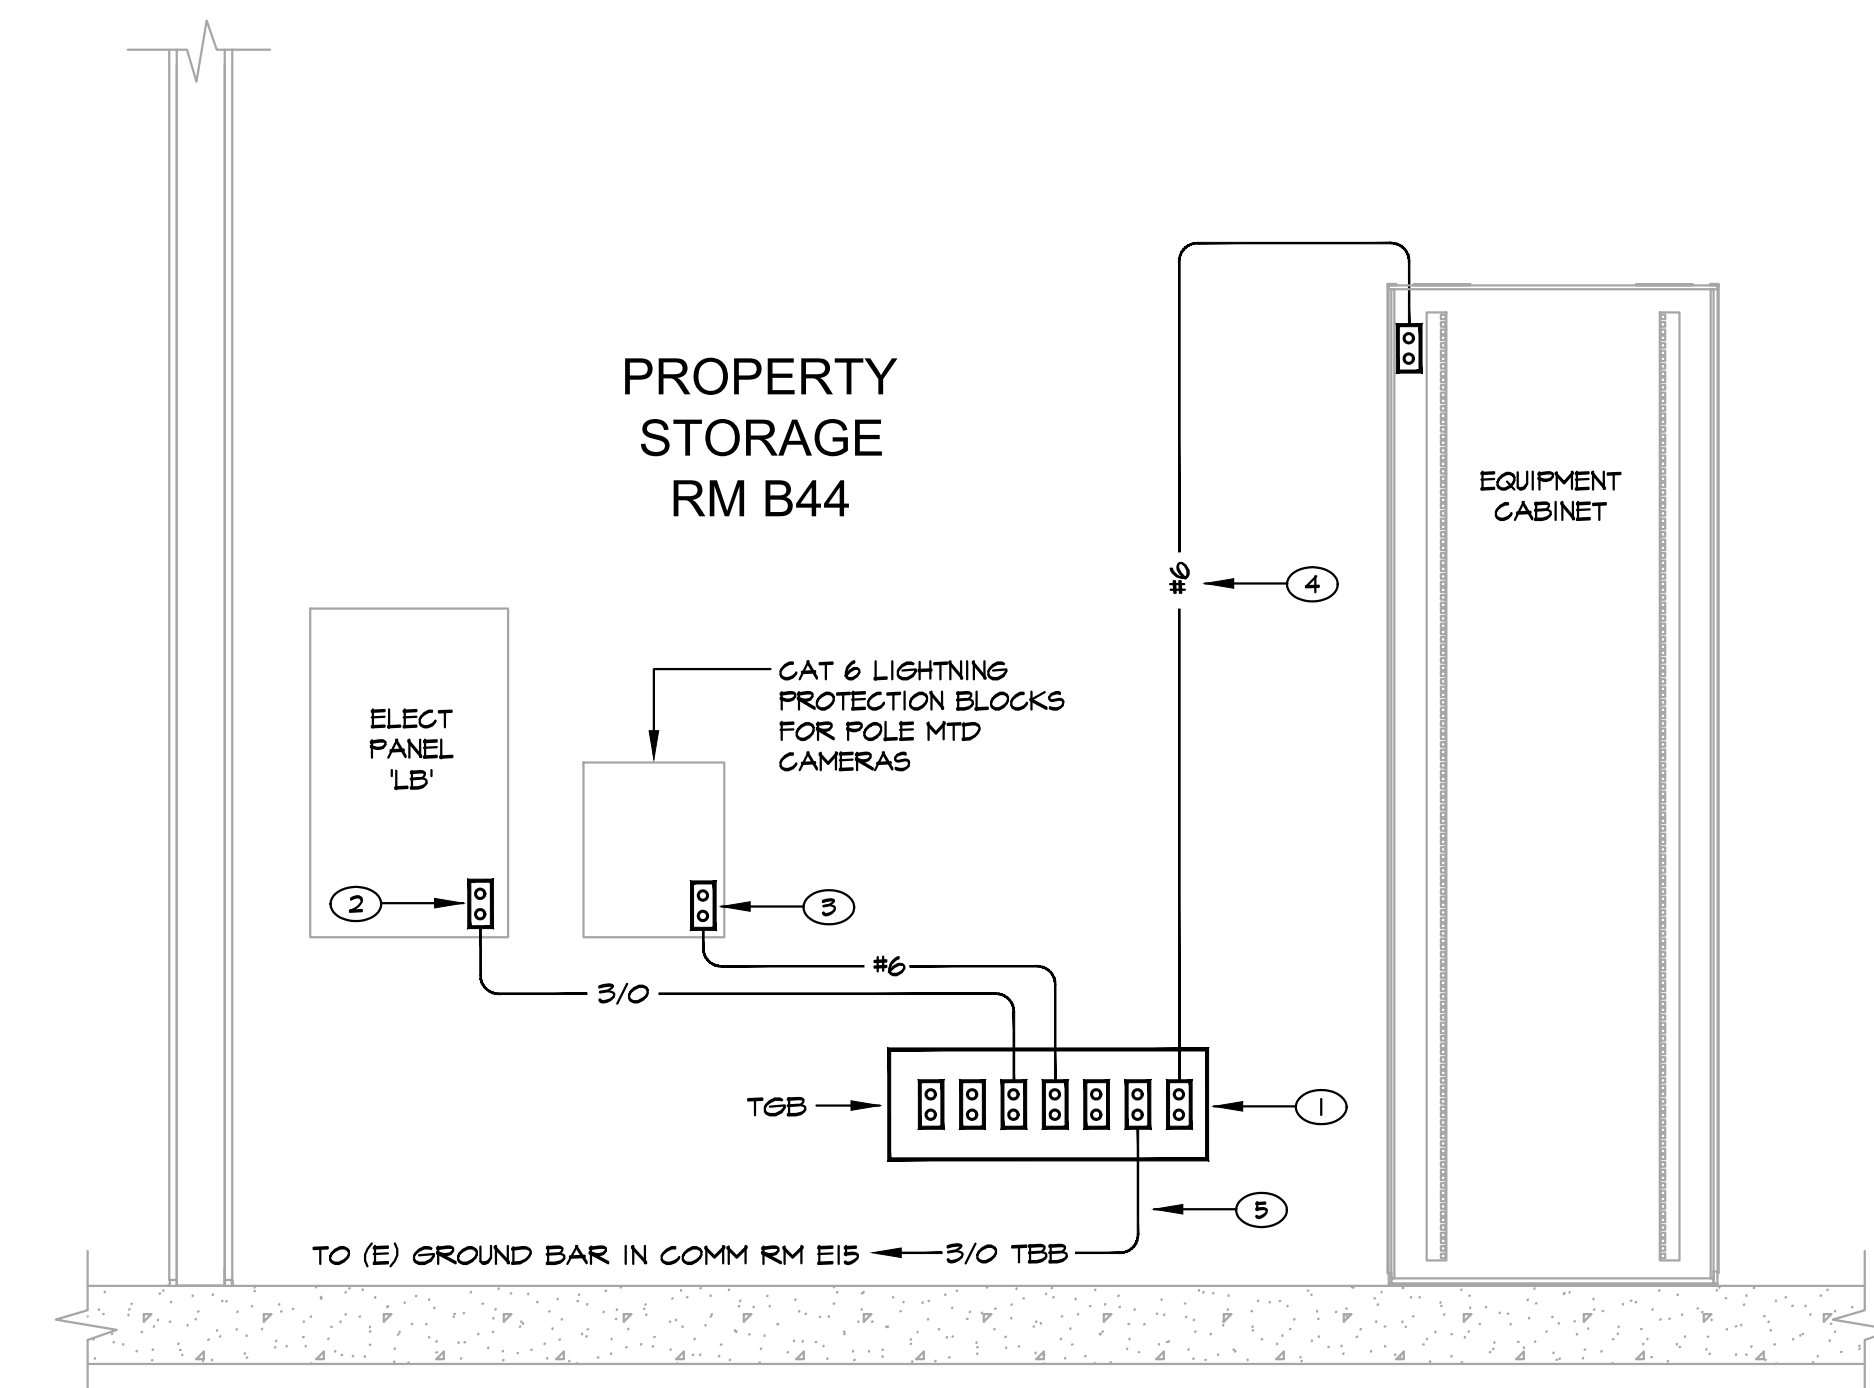 PROPERTY
STORAGE
RM B44
EQUIPMENT
CABINET
#6
4
CAT 6 LIGHTNING
PROTECTION BLOCKS
FOR POLE MTD
CAMERAS
ELECT
PANEL
'LB'
2
3
#6
3/0
TGB
1
5
TO (E) GROUND BAR IN COMM RM E15
3/0 TBB